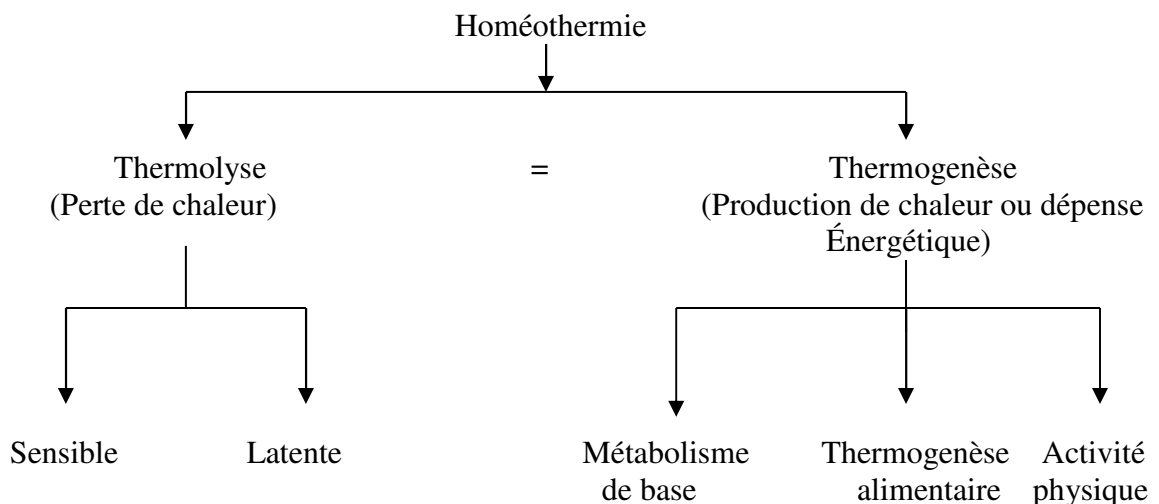 Homéothermie
Thermolyse = Thermogenèse
(Perte de chaleur) (Production de chaleur ou dépense
Énergétique)
Sensible Latente Métabolisme Thermogenèse Activité
de base alimentaire physique